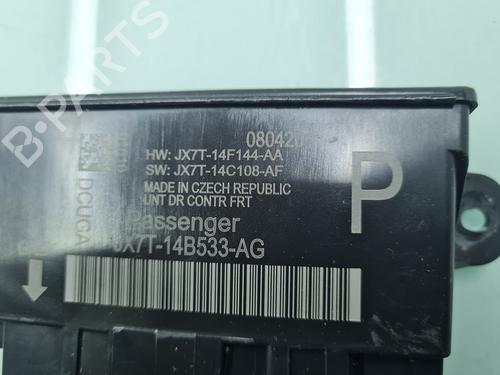 HW: JX7T-14F144-AA
SW: JX7T-14C108-AF
MADE IN CZECH REPUBLIC
UNT DR CONTR FRT
P
Passenger
JX7T-14B533-AG
DCUGA
B-PARTS